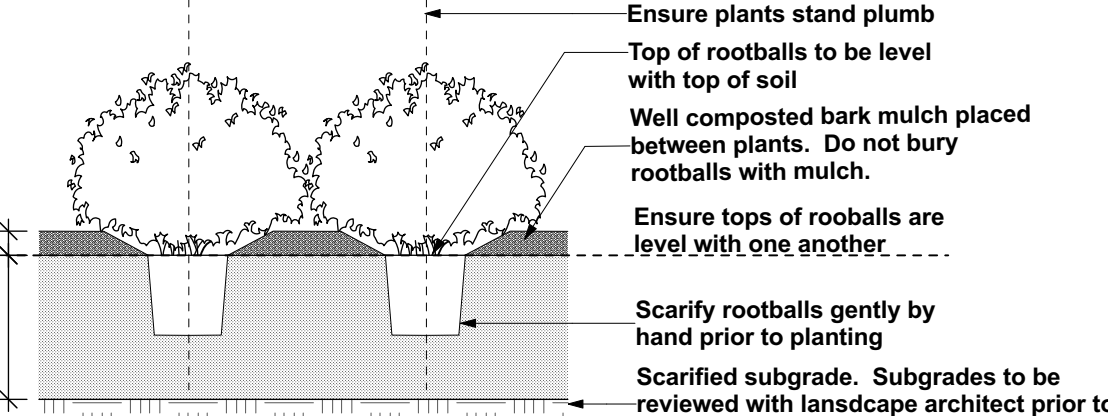 Ensure plants stand plumb
Top of rootballs to be level
with top of soil
Well composted bark mulch placed
between plants.  Do not bury
rootballs with mulch.
Ensure tops of rooballs are
level with one another
Scarify rootballs gently by
hand prior to planting
Scarified subgrade.  Subgrades to be
reviewed with lansdcape architect prior to